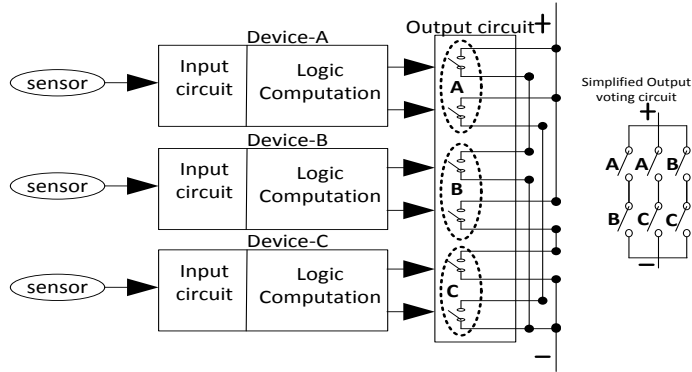 Output circuit
+
Device-A
sensor
Input
circuit
Logic
Computation
A
Device-B
sensor
Input
circuit
Logic
Computation
B
Device-C
sensor
Input
circuit
Logic
Computation
C
−
Simplified Output
voting circuit
+
A A B
B C C
−